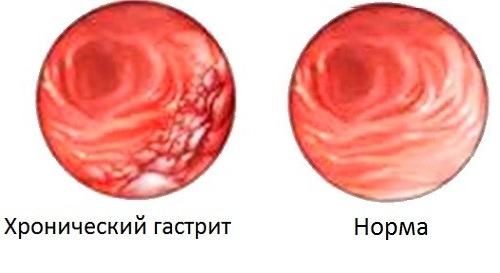 Хронический гастрит
Норма